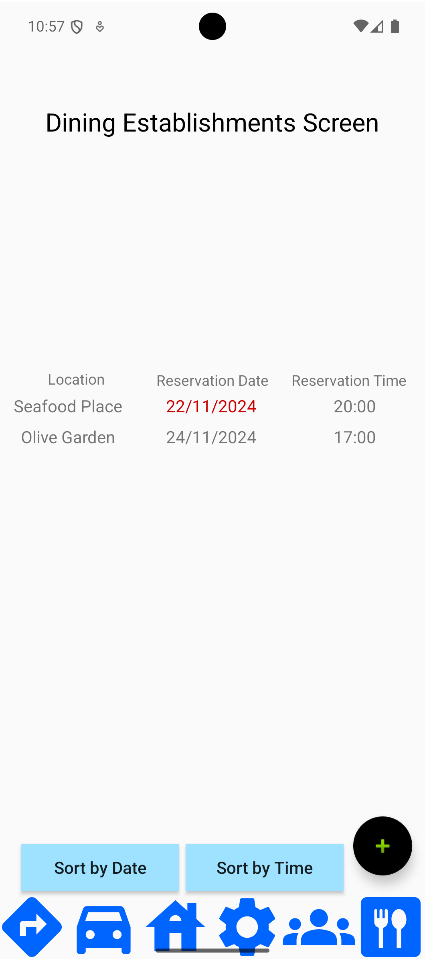 10:57
Dining Establishments Screen
Location Reservation Date Reservation Time
Seafood Place 22/11/2024 20:00
Olive Garden 24/11/2024 17:00
+
Sort by Date Sort by Time